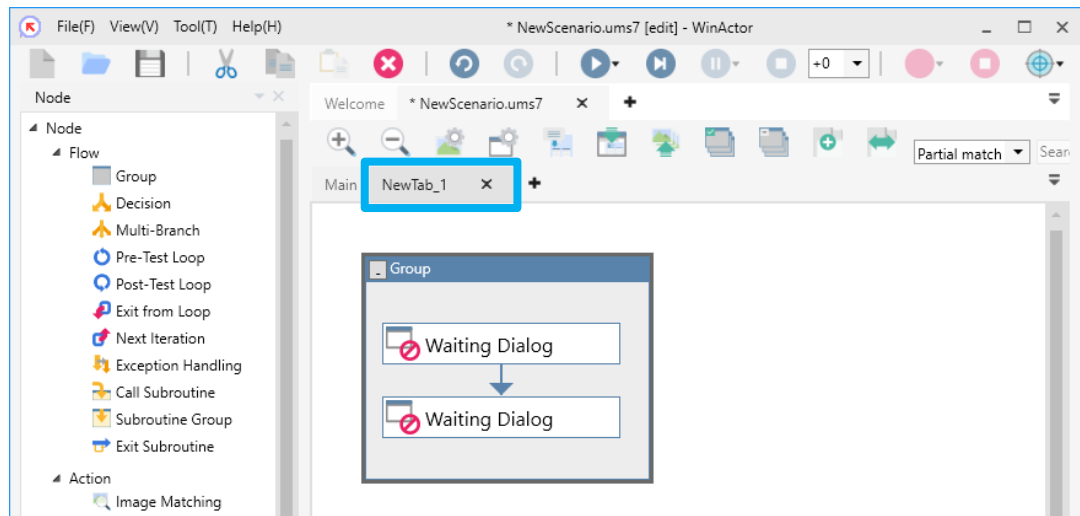 File(F) View(V) Tool(T) Help(H) * NewScenario.ums7 [edit] - WinActor
+0
Node
Welcome * NewScenario.ums7
Node
Flow
Group
Decision
Multi-Branch
Pre-Test Loop
Post-Test Loop
Exit from Loop
Next Iteration
Exception Handling
Call Subroutine
Subroutine Group
Exit Subroutine
Action
Image Matching
Partial match Sear
Main NewTab_1
Group
Waiting Dialog
Waiting Dialog